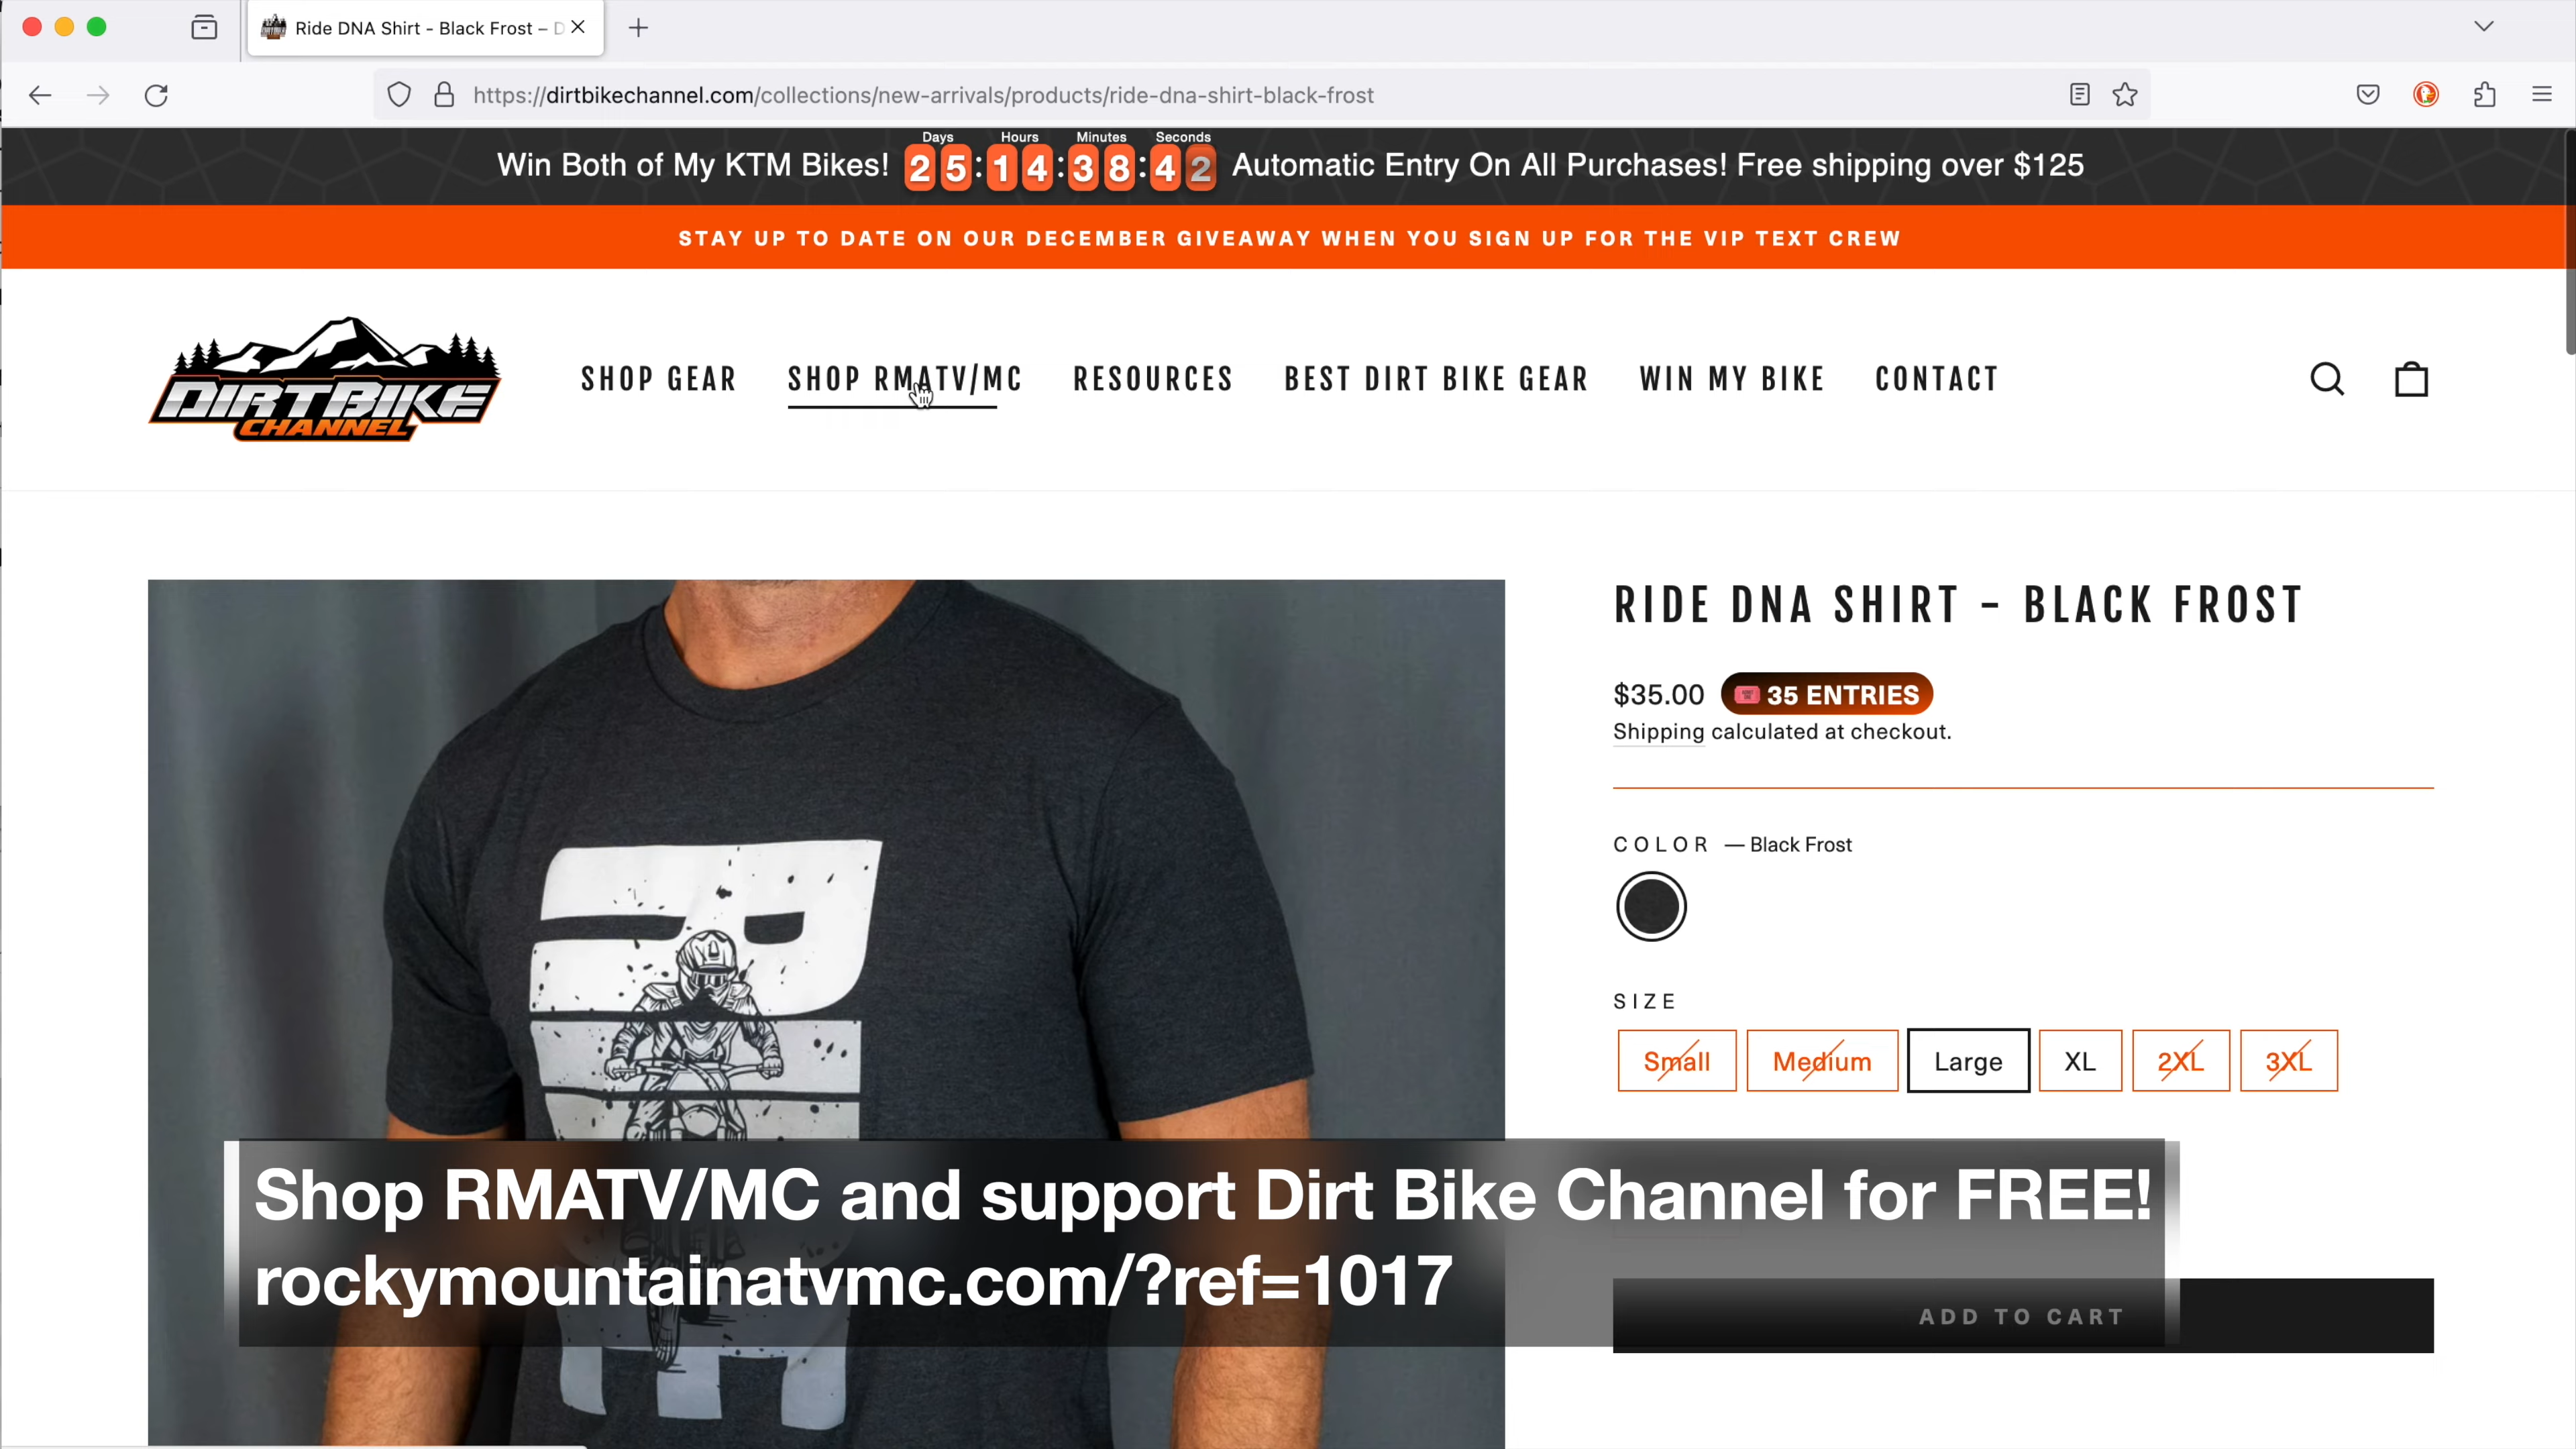 Ride DNA Shirt - Black Frost – D
https://dirtbikechannel.com/collections/new-arrivals/products/ride-dna-shirt-black-frost
Days Hours Minutes Seconds
Win Both of My KTM Bikes! 25:14:38:42 Automatic Entry On All Purchases! Free shipping over $125
STAY UP TO DATE ON OUR DECEMBER GIVEAWAY WHEN YOU SIGN UP FOR THE VIP TEXT CREW
DIRTBIKE
CHANNEL
SHOP GEAR SHOP RMATV/MC RESOURCES BEST DIRT BIKE GEAR WIN MY BIKE CONTACT
RIDE DNA SHIRT - BLACK FROST
$35.00 35 ENTRIES
Shipping calculated at checkout.
COLOR — Black Frost
SIZE
Small Medium Large XL 2XL 3XL
Shop RMATV/MC and support Dirt Bike Channel for FREE!
rockymountainatvmc.com/?ref=1017
ADD TO CART